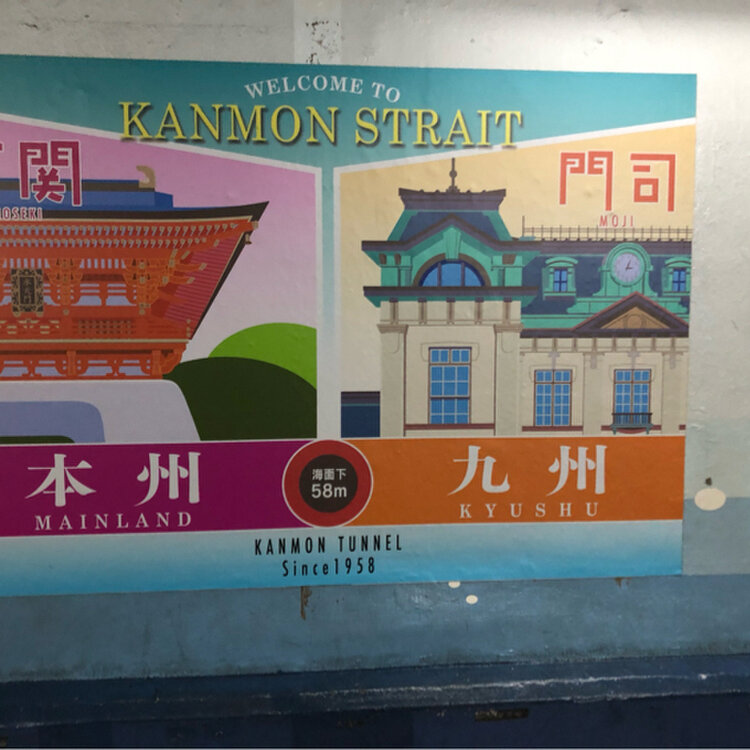 WELCOME TO
KANMON STRAIT
関
OSEKI
門司
MOJI
本州
MAINLAND
海面下
58m
九州
KYUSHU
KANMON TUNNEL
Since1958